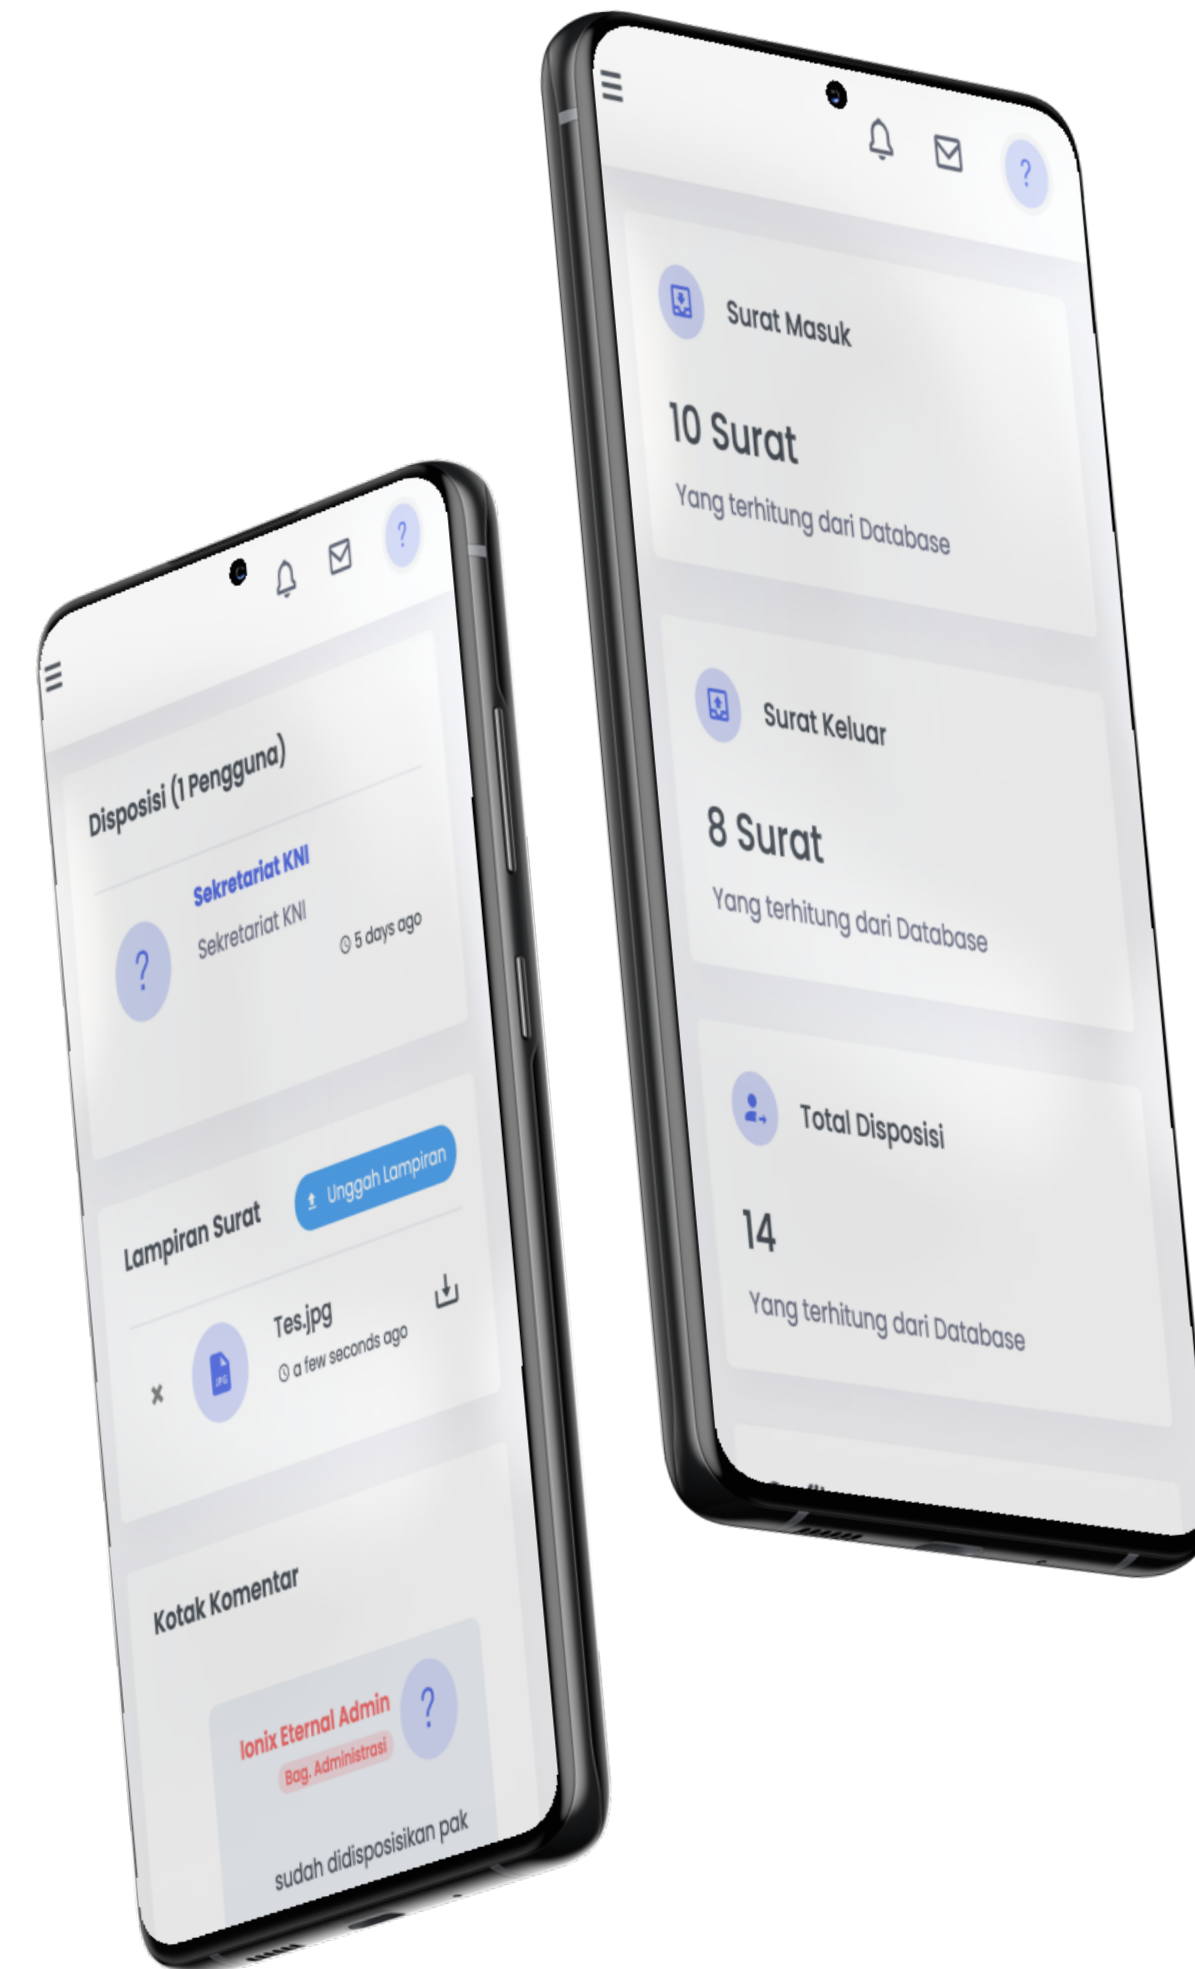 ?
Disposisi (1 Pengguna)
Sekretariat KNI
?
Sekretariat KNI
5 days ago
Lampiran Surat
Unggah Lampiran
Tes.jpg
JPG
a few seconds ago
Kotak Komentar
Ionix Eternal Admin
?
Bag. Administrasi
sudah didisposisikan pak
?
Surat Masuk
10 Surat
Yang terhitung dari Database
Surat Keluar
8 Surat
Yang terhitung dari Database
Total Disposisi
14
Yang terhitung dari Database